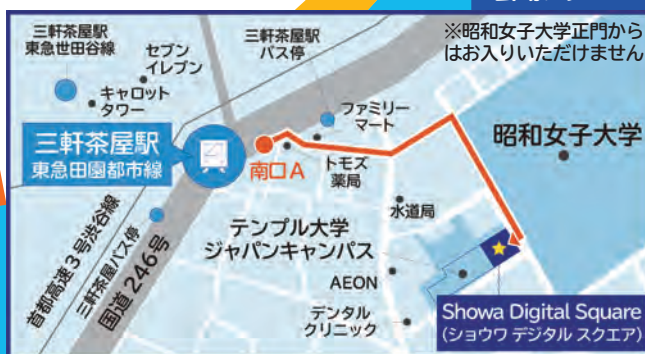 ※昭和女子大学正門から
はお入りいただけません
三軒茶屋駅
東急世田谷線
セブン
イレブン
キャロット
タワー
三軒茶屋駅
バス停
ファミリー
マート
三軒茶屋駅
東急田園都市線
南口A
トモズ
薬局
昭和女子大学
水道局
テンプル大学
ジャパンキャンパス
首都高速3号渋谷線
三軒茶屋バス停
国道246号
AEON
デンタル
クリニック
Showa Digital Square
(ショウワ デジタル スクエア)